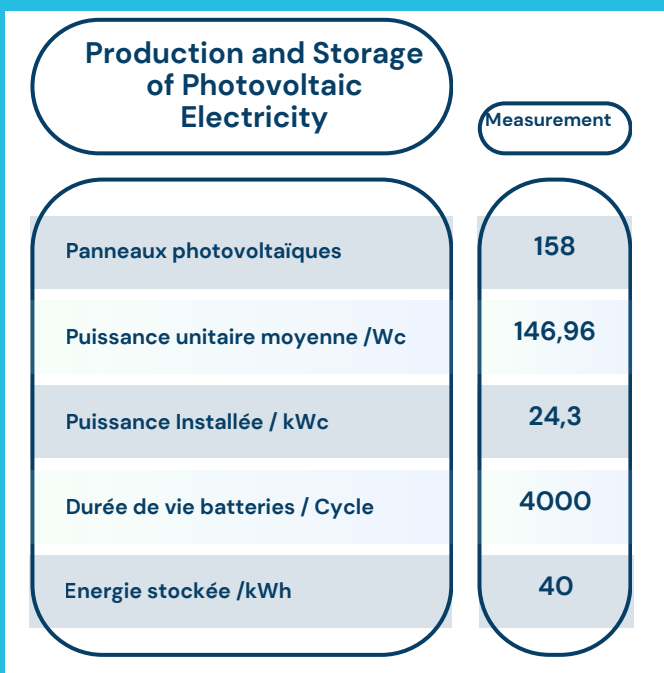 Production and Storage
of Photovoltaic
Electricity
Measurement
Panneaux photovoltaïques 158
Puissance unitaire moyenne /Wc 146,96
Puissance Installée / kWc 24,3
Durée de vie batteries / Cycle 4000
Energie stockée /kWh 40